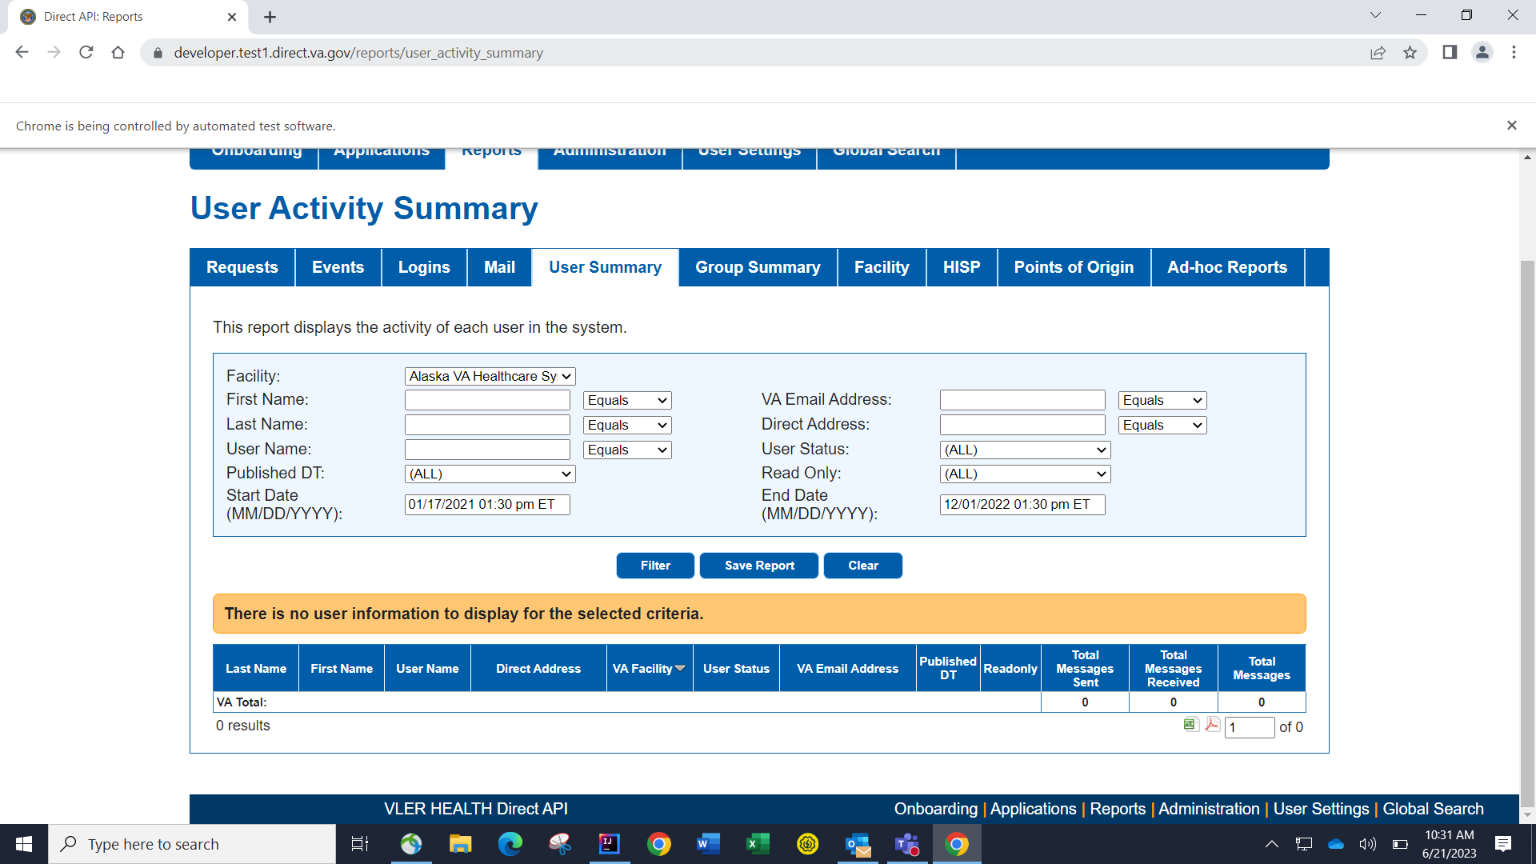 Direct API: Reports
developer.test1.direct.va.gov/reports/user_activity_summary
Chrome is being controlled by automated test software.
Onboarding Applications Reports Administration User Settings Global Search
User Activity Summary
Requests Events Logins Mail User Summary Group Summary Facility HISP Points of Origin Ad-hoc Reports
This report displays the activity of each user in the system.
Facility: Alaska VA Healthcare Sy
First Name: Equals VA Email Address: Equals
Last Name: Equals Direct Address: Equals
User Name: Equals User Status: (ALL)
Published DT: (ALL) Read Only: (ALL)
Start Date (MM/DD/YYYY): 01/17/2021 01:30 pm ET End Date (MM/DD/YYYY): 12/01/2022 01:30 pm ET
Filter Save Report Clear
There is no user information to display for the selected criteria.
Last Name First Name User Name Direct Address VA Facility User Status VA Email Address Published DT Readonly Total Messages Sent Total Messages Received Total Messages
VA Total: 0 0 0
0 results 1 of 0
VLER HEALTH Direct API Onboarding | Applications | Reports | Administration | User Settings | Global Search
Type here to search
10:31 AM
6/21/2023